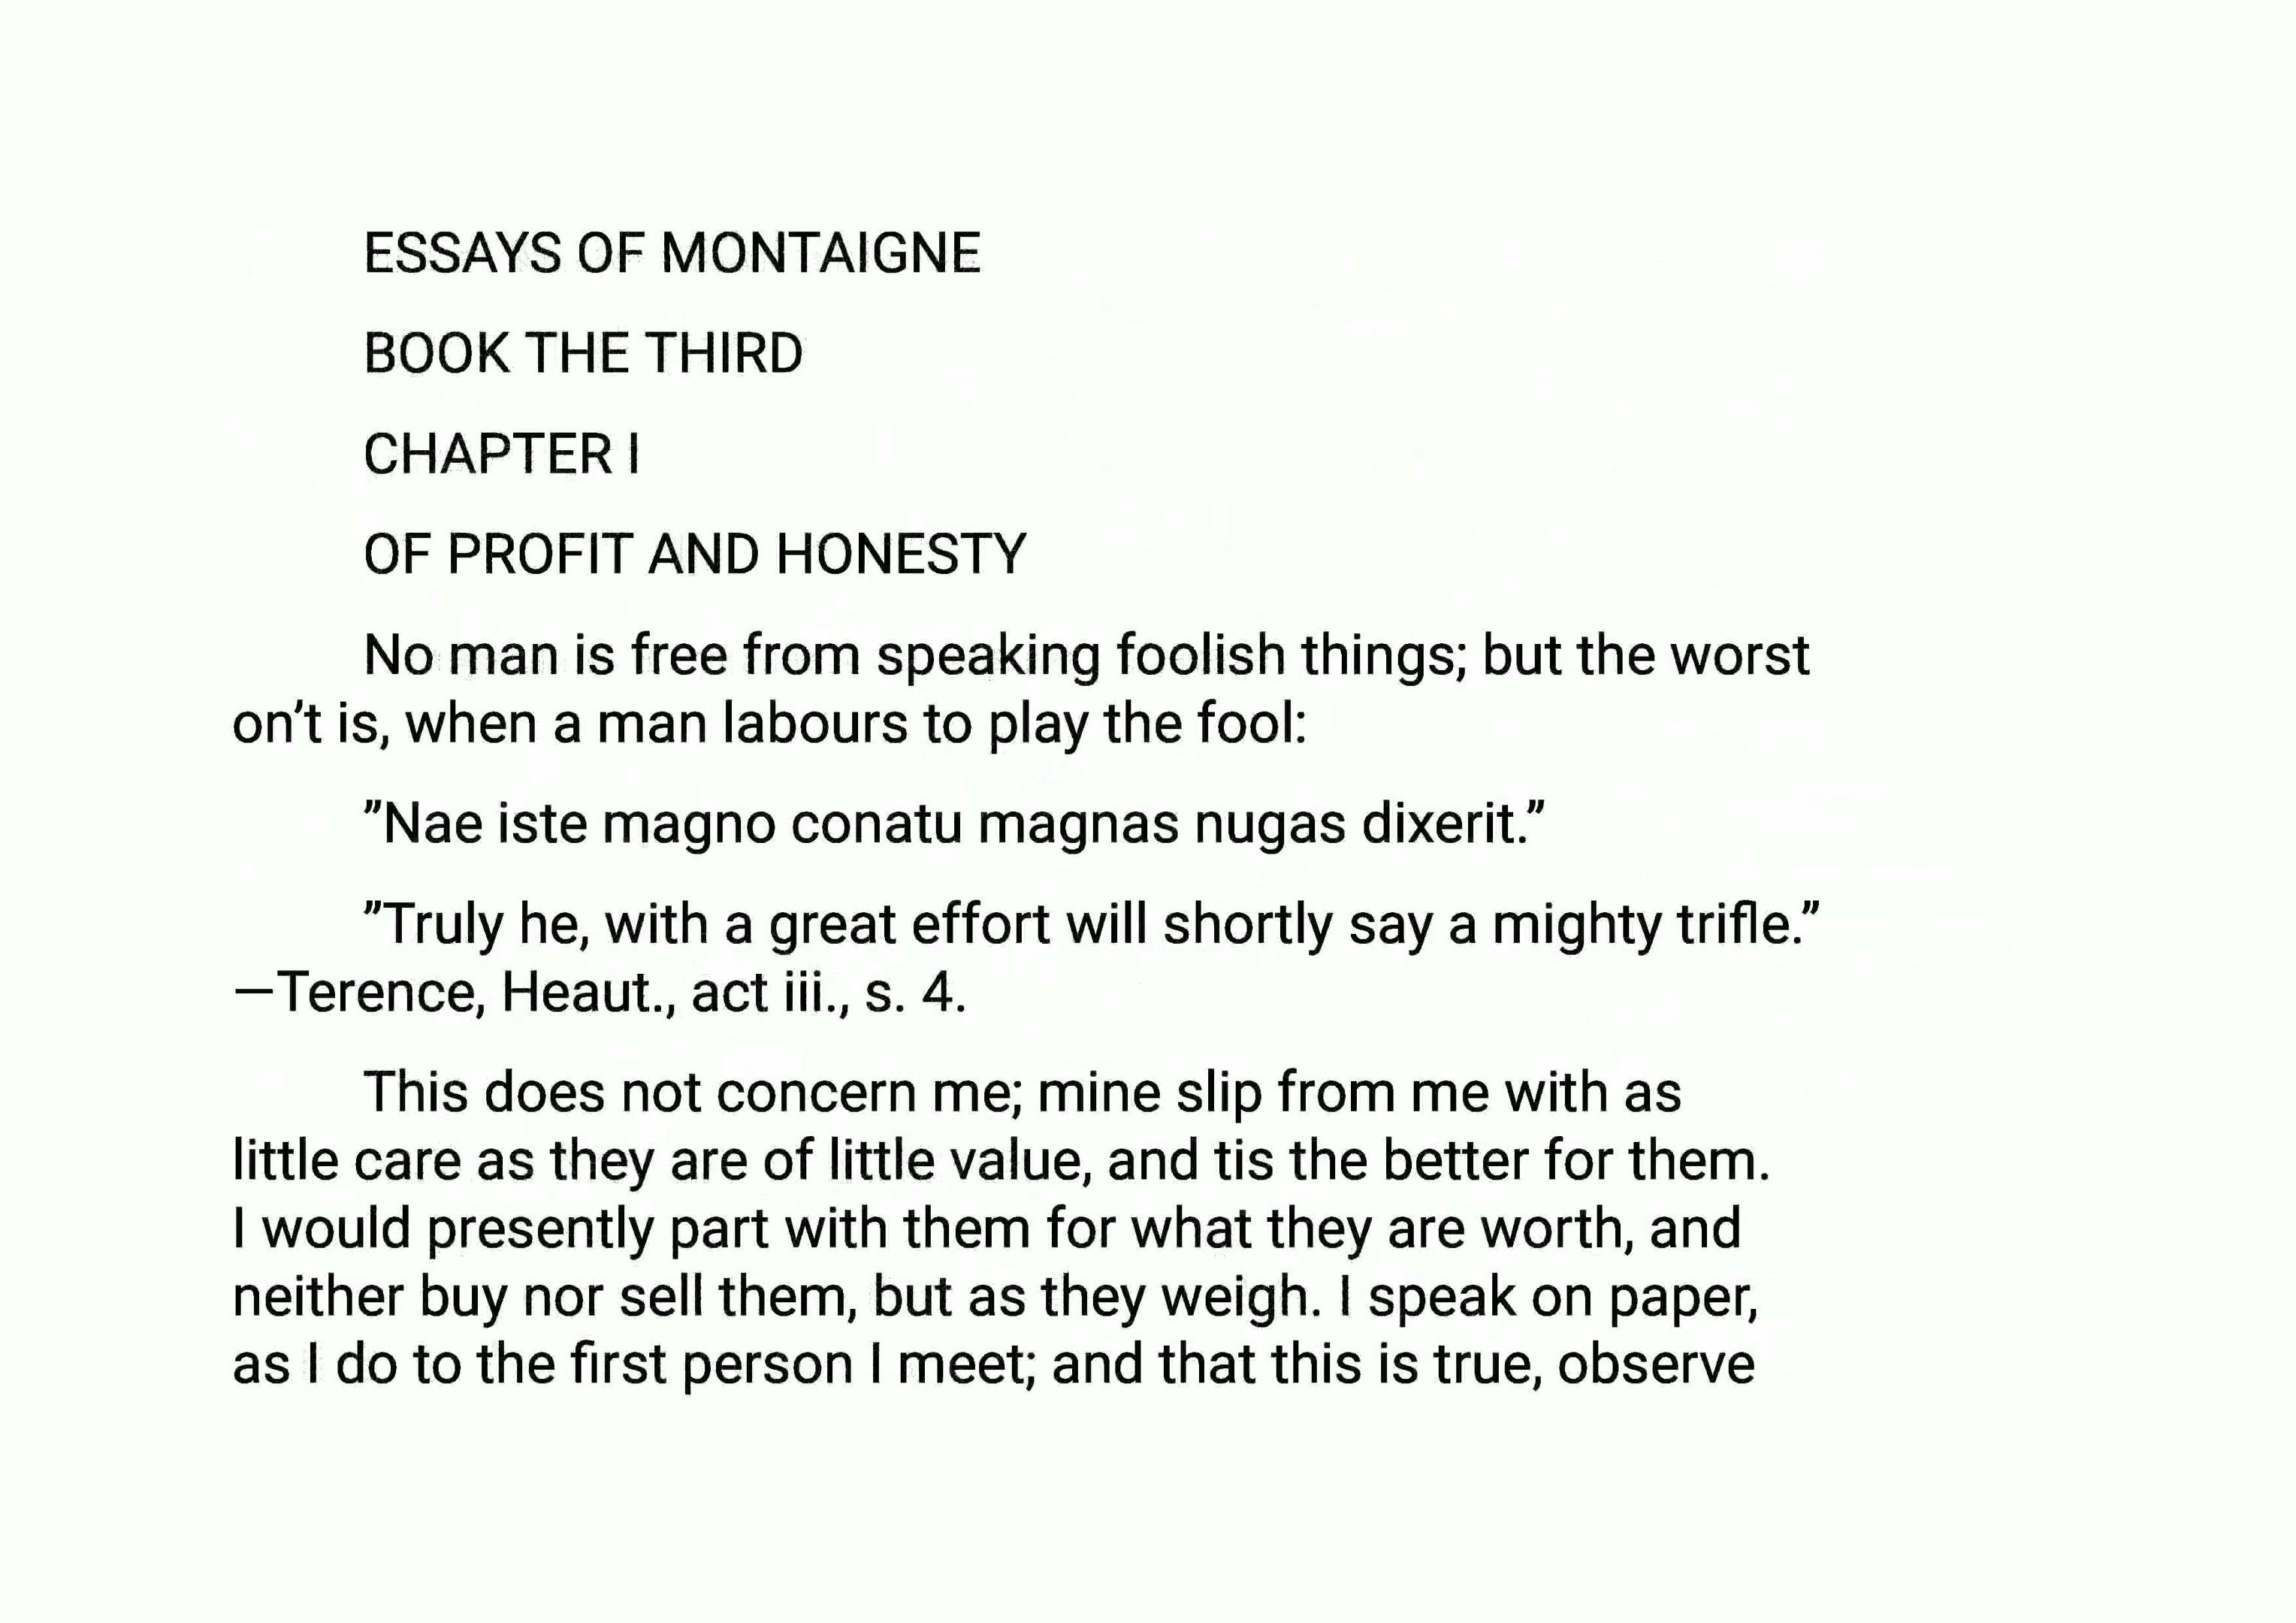 ESSAYS OF MONTAIGNE
BOOK THE THIRD
CHAPTER I
OF PROFIT AND HONESTY
No man is free from speaking foolish things; but the worst
on’t is, when a man labours to play the fool:
”Nae iste magno conatu magnas nugas dixerit.”
”Truly he, with a great effort will shortly say a mighty trifle.”
—Terence, Heaut., act iii., s. 4.
This does not concern me; mine slip from me with as
little care as they are of little value, and tis the better for them.
I would presently part with them for what they are worth, and
neither buy nor sell them, but as they weigh. I speak on paper,
as I do to the first person I meet; and that this is true, observe